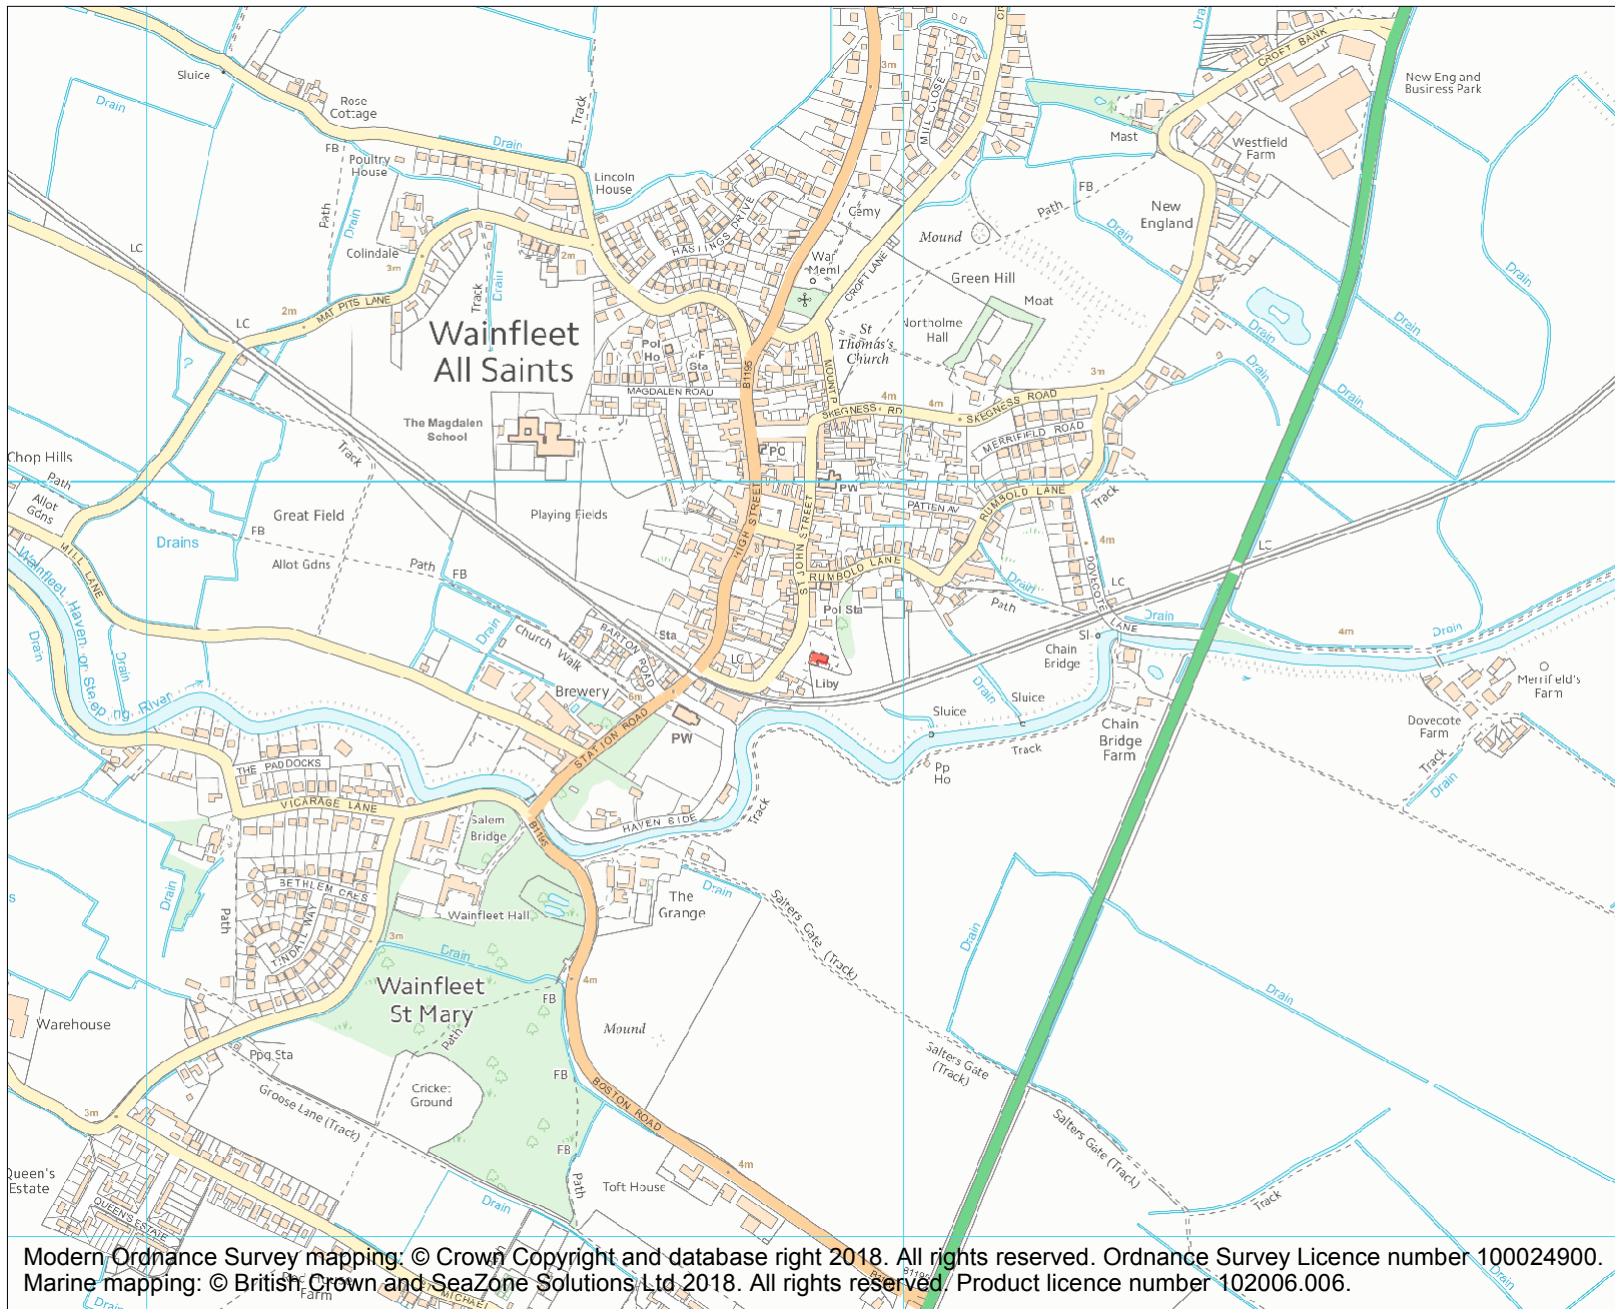 Sluice
Drain
Rose
Cottage
Track
Drain
FB
Poultry
House
Lincoln
House
Path
Drain
LC
Colindale
3m
2m
HASTINGS DRIVE
Track
Drain
MAT PITS LANE
2m
LC
3m
MILL CLOSE
Cemy
War
Meml
CROFT LANE
Mound
Path
FB
Drain
Green Hill
Moat
Mast
CROFT BANK
New England
Business Park
Westfield
Farm
New
England
Drain
Drain
Drain
Drain
Drain
Wainfleet
All Saints
Pol
Ho
F
Sta
B1195
MAGDALEN ROAD
St
Thomas's
Church
Hall
4m
4m
SKEGNESS RD
SKEGNESS ROAD
3m
MERRIFIELD ROAD
The Magdalen
School
PO
PW
PATTEN AV
RUMBOLD LANE
Track
Track
Chop Hills
Path
Allot
Gdns
Great Field
FB
Drains
Allot Gdns
Path
FB
Playing Fields
HIGH STREET
ST JOHN STREET
RUMBOLD LANE
Pol Sta
Drain
Path
4m
DOVECOTE LANE
LC
LC
Drain
4m
Drain
MILL LANE
Wainfleet Haven or Steeping River
Drain
Drain
Drain
Church Walk
BARTON ROAD
Sta
LC
Liby
Sl
Chain
Bridge
Drain
Sluice
Sluice
Brewery
6m
STATION ROAD
PW
Pp
Ho
Track
Chain
Bridge
Farm
Merrifield's
Farm
Dovecote
Farm
Track
Drain
THE PADDOCKS
VICARAGE LANE
Salem
Bridge
B1195
HAVEN SIDE
Track
BETHLEM CRES
TINDALL WAY
Drain
Path
Wainfleet Hall
The
Grange
Drain
Salters Gate (Track)
Drain
3m
Drain
Wainfleet
St Mary
4m
FB
Mound
Path
Drain
Warehouse
Ppg Sta
Groose Lane (Track)
Cricket
Ground
FB
BOSTON ROAD
Salters Gate
(Track)
Salters Gate (Track)
3m
FB
4m
Path
Toft House
Track
Queen's
Estate
QUEEN'S ESTATE
Drain
Drain
Farm
Drain
Modern Ordnance Survey mapping: © Crown Copyright and database right 2018. All rights reserved. Ordnance Survey Licence number 100024900.
Marine mapping: © British Crown and SeaZone Solutions Ltd 2018. All rights reserved. Product licence number 102006.006.